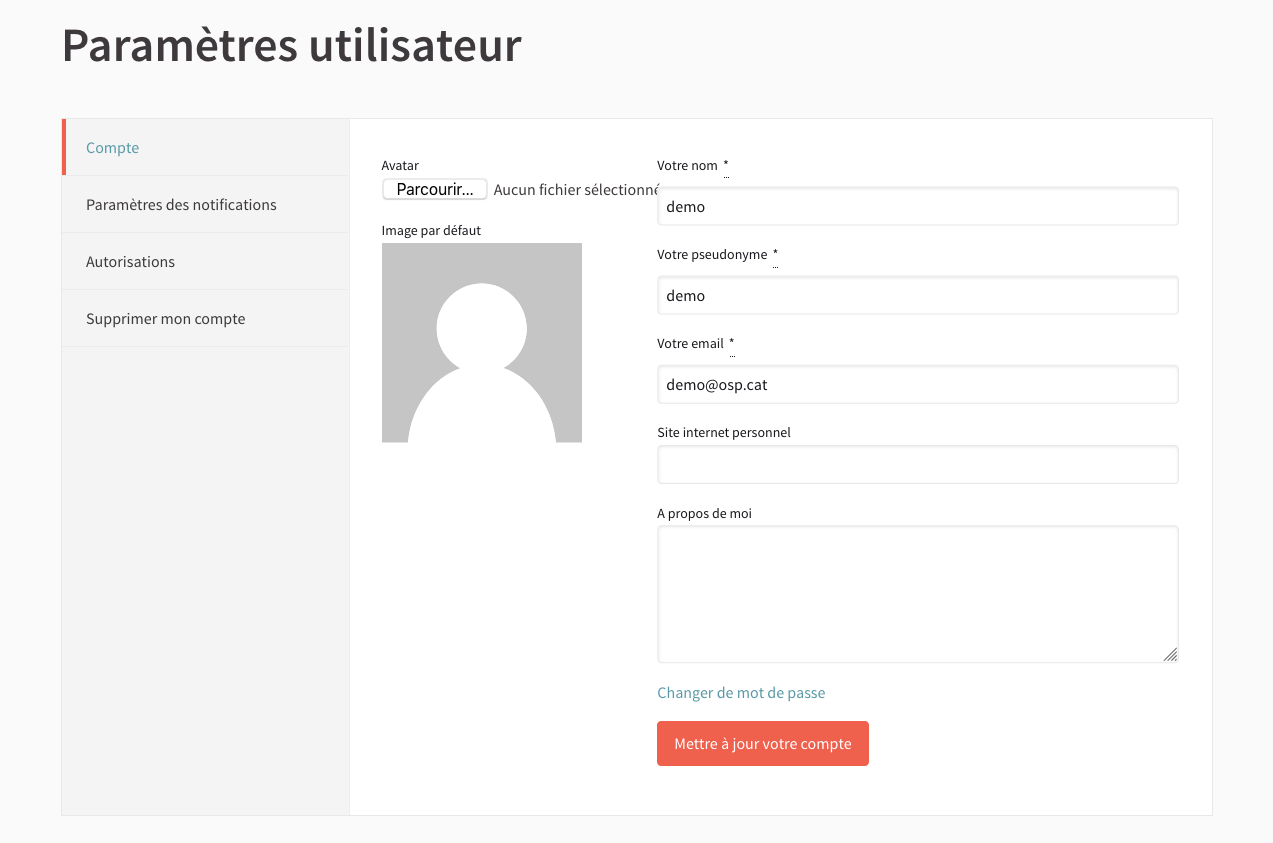 Paramètres utilisateur
Compte
Paramètres des notifications
Autorisations
Supprimer mon compte
Avatar
Parcourir... Aucun fichier sélectionné
Image par défaut
Votre nom *
demo
Votre pseudonyme *
demo
Votre email *
demo@osp.cat
Site internet personnel
A propos de moi
Changer de mot de passe
Mettre à jour votre compte